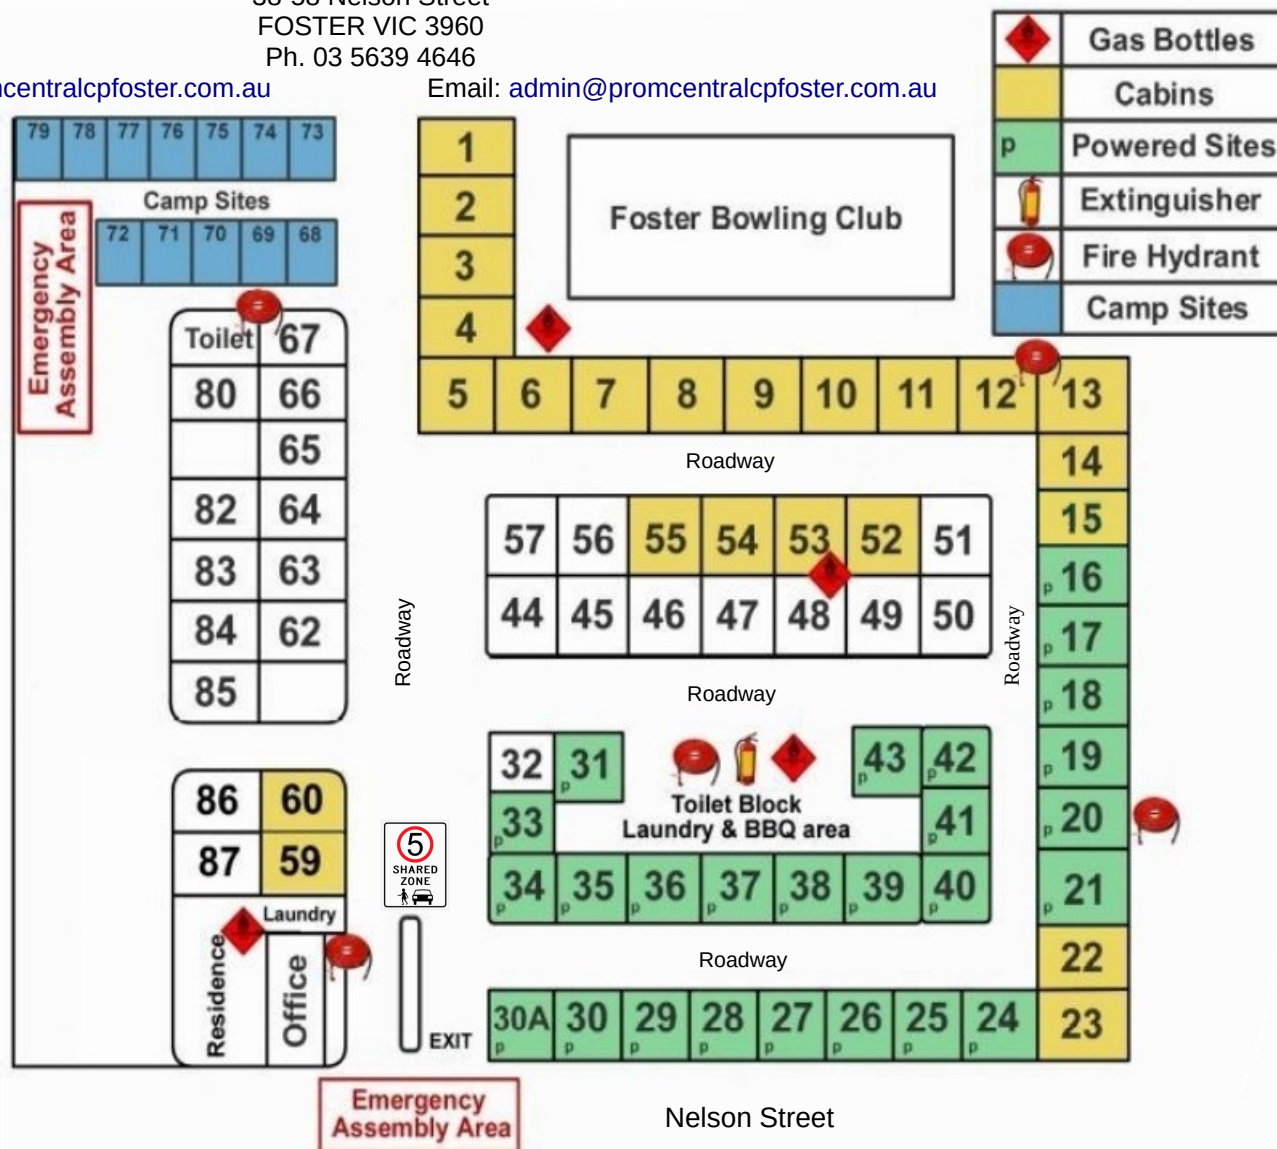 38-58 Nelson Street
FOSTER VIC 3960
Ph. 03 5639 4646
centralcpfoster.com.au Email: admin@promcentralcpfoster.com.au
Gas Bottles
Cabins
p Powered Sites
Extinguisher
Fire Hydrant
Camp Sites
79 78 77 76 75 74 73
Camp Sites
72 71 70 69 68
Emergency
Assembly Area
Toilet 67
80 66
65
82 64
83 63
84 62
85
86 60
87 59
Laundry
Residence
Office
1
2
3
4
Foster Bowling Club
5 6 7 8 9 10 11 12 13
Roadway
14
15
p 16
p 17
p 18
p 19
p 20
p 21
22
23
57 56 55 54 53 52 51
44 45 46 47 48 49 50
Roadway
Roadway
Roadway
32 p 31 p 43 p 42
Toilet Block
Laundry & BBQ area
p 33 p 41
p 34 p 35 p 36 p 37 p 38 p 39 p 40
5
SHARED
ZONE
Roadway
EXIT
30A p 30 p 29 p 28 p 27 p 26 p 25 p 24 p
Emergency
Assembly Area
Nelson Street